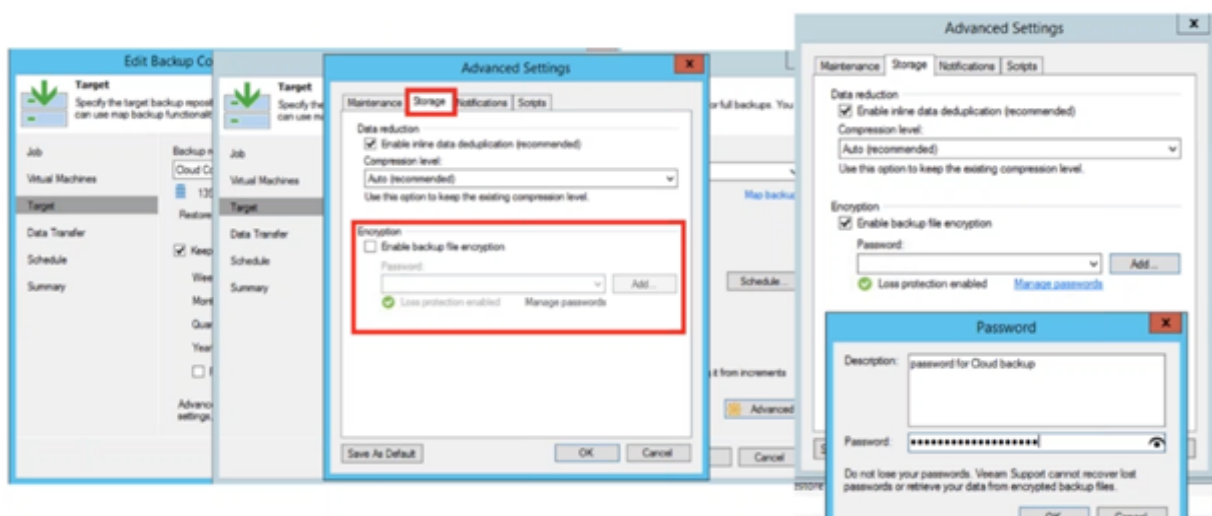 Edit Backup Co
Target
Specify the target backup reposit
can use map backup functionalit
Job
Virtual Machines
Target
Data Transfer
Schedule
Summary
Backup r
Cloud Co
135
Restore
Keep
Wee
Mont
Quar
Year
Advanc
settings,
Target
Specify the
can use ma
Job
Virtual Machines
Target
Data Transfer
Schedule
Summary
Advanced Settings
Maintenance Storage Notifications Scripts
Data reduction
Enable inline data deduplication (recommended)
Compression level:
Auto (recommended)
Use this option to keep the existing compression level.
Encryption
Enable backup file encryption
Password:
Add...
Loss protection enabled Manage passwords
Save As Default OK Cancel
or full backups. You
Map backup
Schedule...
it from increments
Advanced
Cancel
Advanced Settings
Maintenance Storage Notifications Scripts
Data reduction
Enable inline data deduplication (recommended)
Compression level:
Auto (recommended)
Use this option to keep the existing compression level.
Encryption
Enable backup file encryption
Password:
Add...
Loss protection enabled Manage passwords
Password
Description: password for Cloud backup
Password:
Do not lose your passwords. Veeam Support cannot recover lost
passwords or retrieve your data from encrypted backup files.
OK Cancel